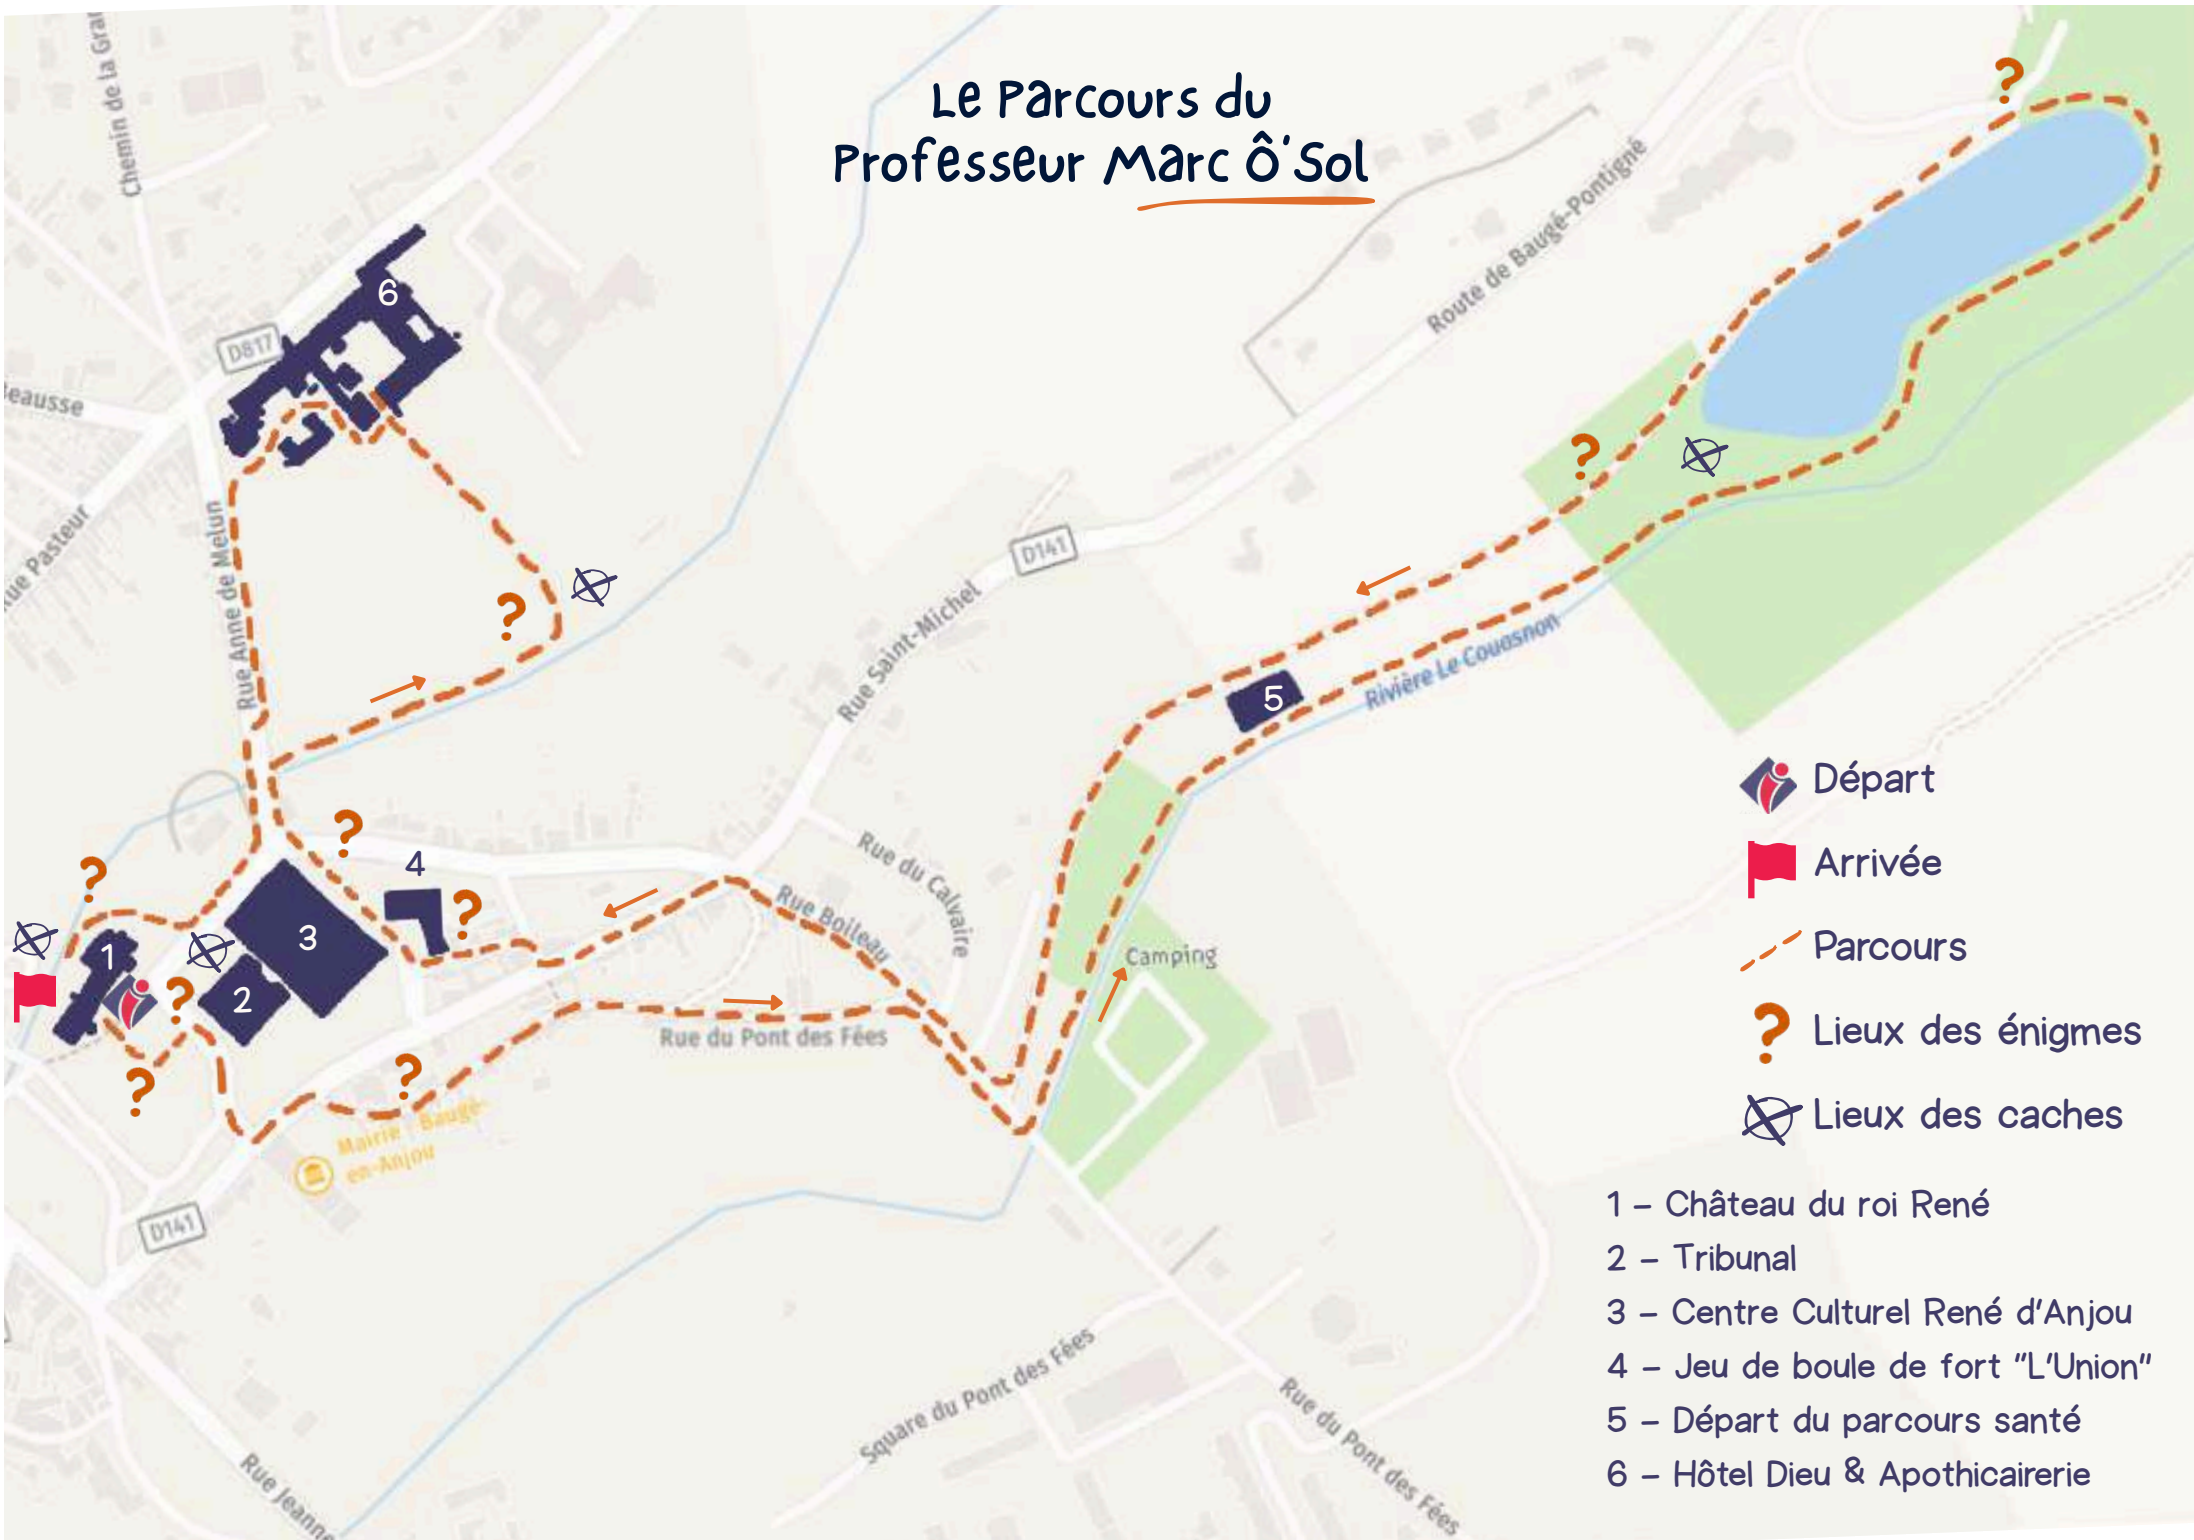 Le Parcours du
Professeur Marc Ô'Sol
Chemin de la Gra
6
D817
eausse
Rue Pasteur
Rue Anne de Melun
Route de Baugé-Pontigné
D141
Rue Saint-Michel
5
Rivière Le Couasnon
4
3
1
2
Rue du Calvaire
Rue Boileau
Camping
Rue du Pont des Fées
Mairie Baugé-
en-Anjou
D141
Square du Pont des Fées
Rue du Pont des Fées
Rue Jeanne
Départ
Arrivée
Parcours
? Lieux des énigmes
Lieux des caches
1 – Château du roi René
2 – Tribunal
3 – Centre Culturel René d'Anjou
4 – Jeu de boule de fort "L'Union"
5 – Départ du parcours santé
6 – Hôtel Dieu & Apothicairerie